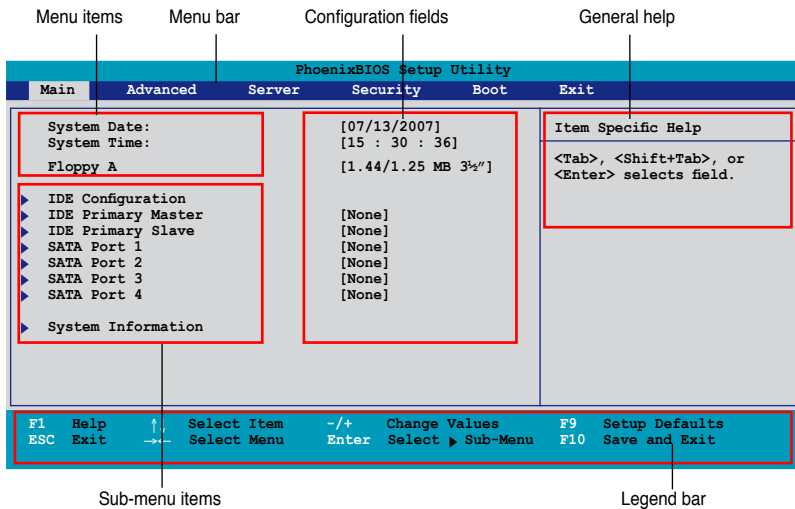 Menu items Menu bar Configuration fields General help
PhoenixBIOS Setup Utility
Main Advanced Server Security Boot Exit
System Date: [07/13/2007]
System Time: [15 : 30 : 36]
Floppy A [1.44/1.25 MB 3½"]
Item Specific Help
<Tab>, <Shift+Tab>, or
<Enter> selects field.
IDE Configuration
IDE Primary Master [None]
IDE Primary Slave [None]
SATA Port 1 [None]
SATA Port 2 [None]
SATA Port 3 [None]
SATA Port 4 [None]
System Information
F1 Help ↑↓ Select Item -/+ Change Values F9 Setup Defaults
ESC Exit →← Select Menu Enter Select ▶ Sub-Menu F10 Save and Exit
Sub-menu items Legend bar